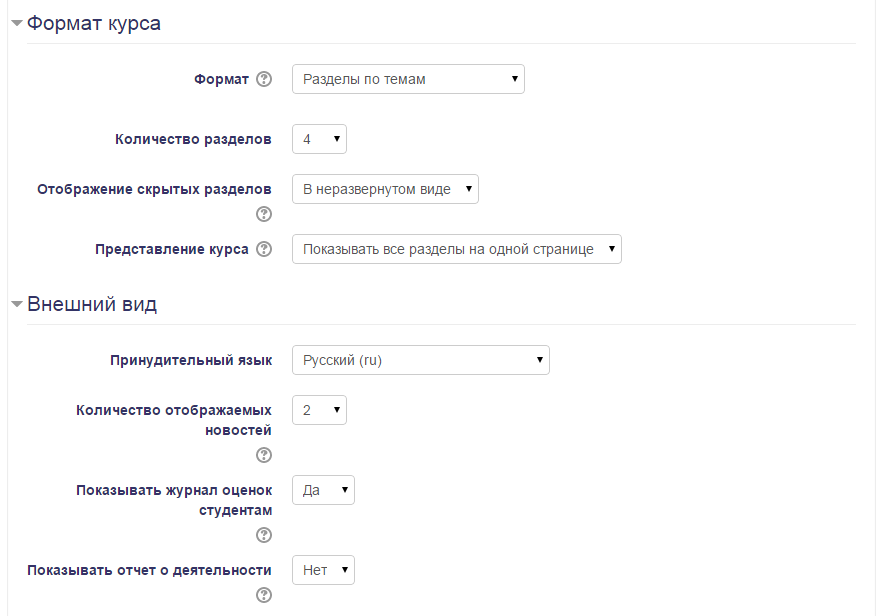 Формат курса
Формат Разделы по темам
Количество разделов 4
Отображение скрытых разделов В неразвернутом виде
Представление курса Показывать все разделы на одной странице
Внешний вид
Принудительный язык Русский (ru)
Количество отображаемых 2
новостей
Показывать журнал оценок Да
студентам
Показывать отчет о деятельности Нет